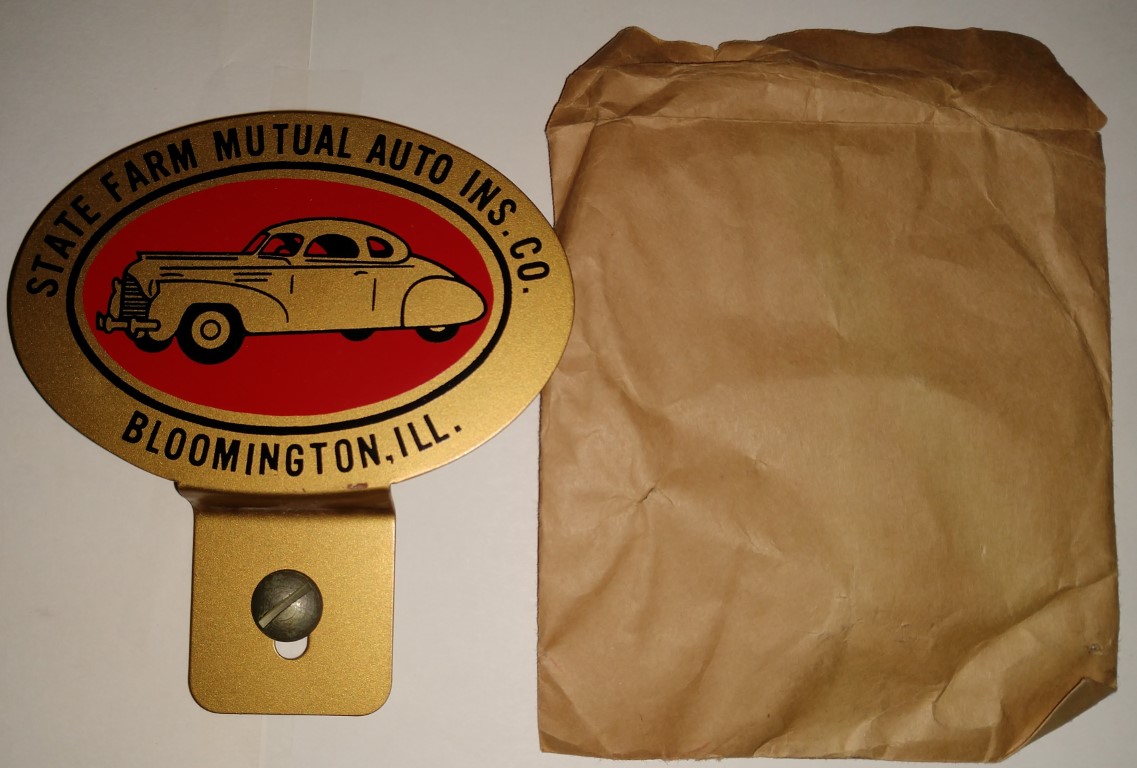 STATE FARM MUTUAL AUTO INS. CO.
BLOOMINGTON, ILL.